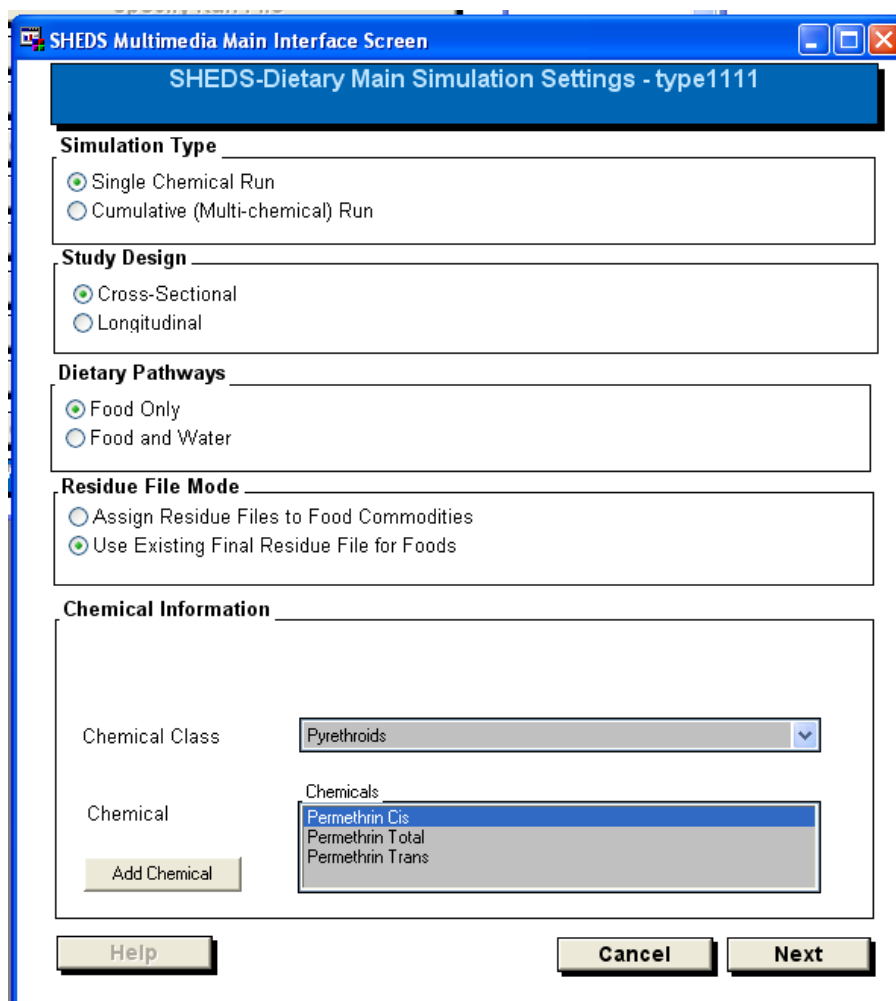 Specify Run File
SHEDS Multimedia Main Interface Screen
SHEDS-Dietary Main Simulation Settings - type1111
Simulation Type
Single Chemical Run
Cumulative (Multi-chemical) Run
Study Design
Cross-Sectional
Longitudinal
Dietary Pathways
Food Only
Food and Water
Residue File Mode
Assign Residue Files to Food Commodities
Use Existing Final Residue File for Foods
Chemical Information
Chemical Class
Pyrethroids
Chemicals
Chemical
Permethrin Cis
Permethrin Total
Permethrin Trans
Add Chemical
Help
Cancel
Next